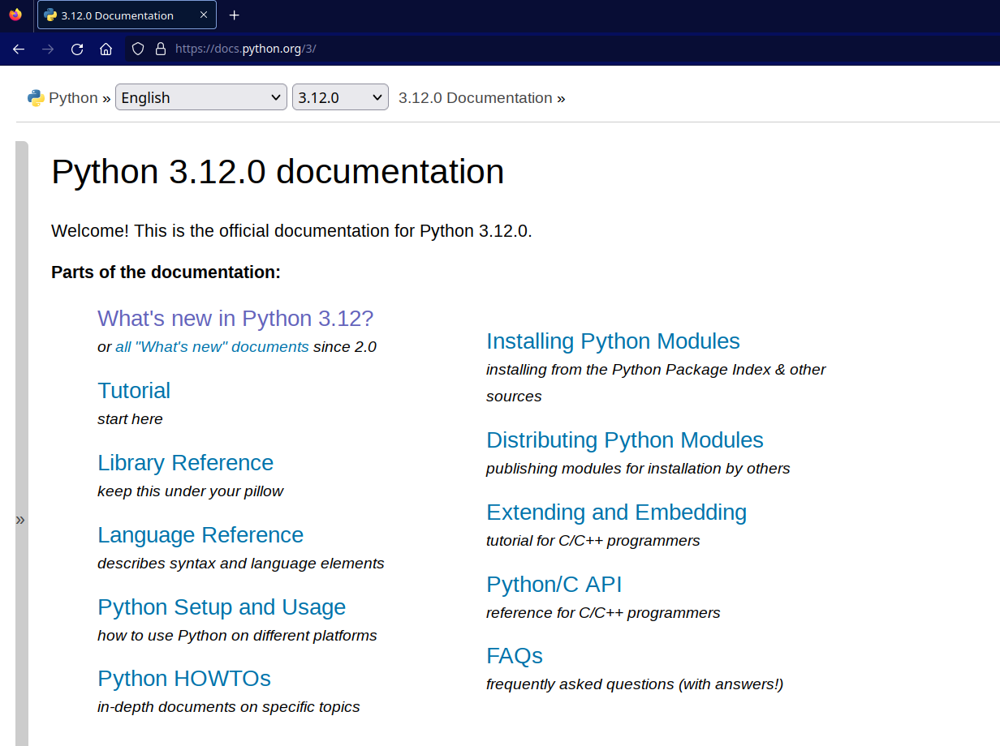 3.12.0 Documentation
https://docs.python.org/3/
Python » English 3.12.0 3.12.0 Documentation »
Python 3.12.0 documentation
Welcome! This is the official documentation for Python 3.12.0.
Parts of the documentation:
What's new in Python 3.12?
or all "What's new" documents since 2.0
Tutorial
start here
Library Reference
keep this under your pillow
Language Reference
describes syntax and language elements
Python Setup and Usage
how to use Python on different platforms
Python HOWTOs
in-depth documents on specific topics
Installing Python Modules
installing from the Python Package Index & other
sources
Distributing Python Modules
publishing modules for installation by others
Extending and Embedding
tutorial for C/C++ programmers
Python/C API
reference for C/C++ programmers
FAQs
frequently asked questions (with answers!)
»